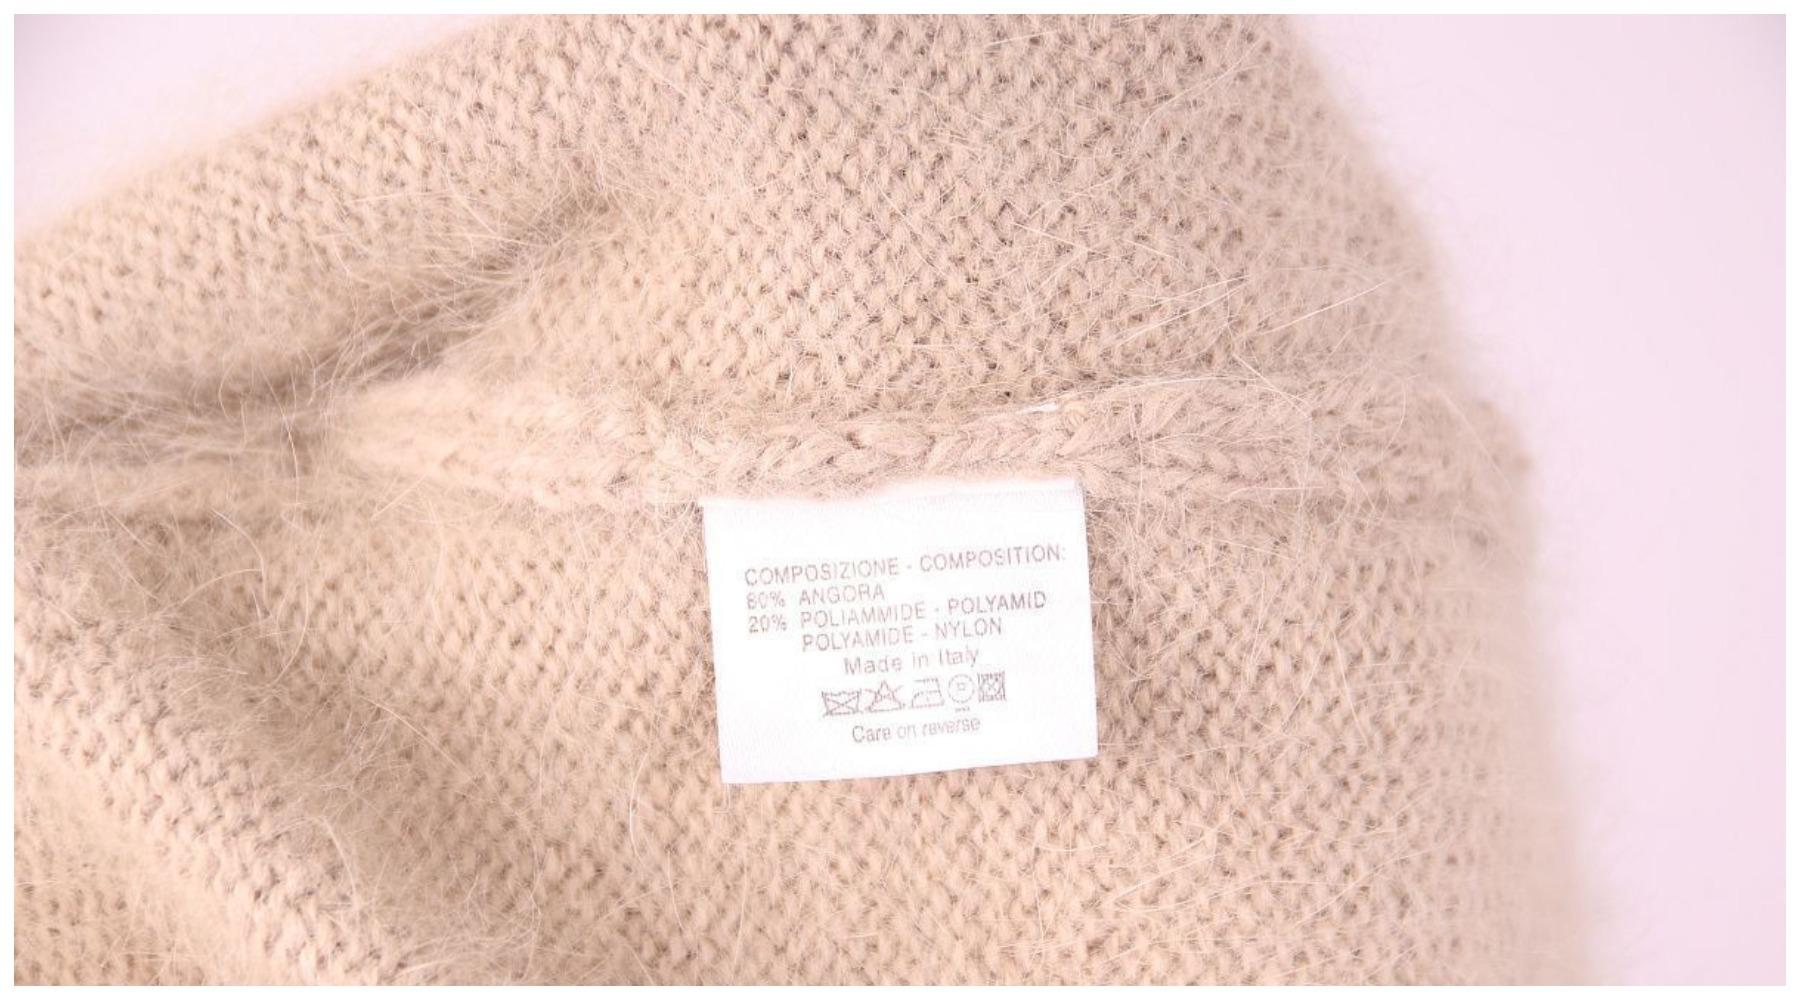 COMPOSIZIONE - COMPOSITION:
80% ANGORA
20% POLIAMMIDE - POLYAMID
POLYAMIDE - NYLON
Made in Italy
Care on reverse